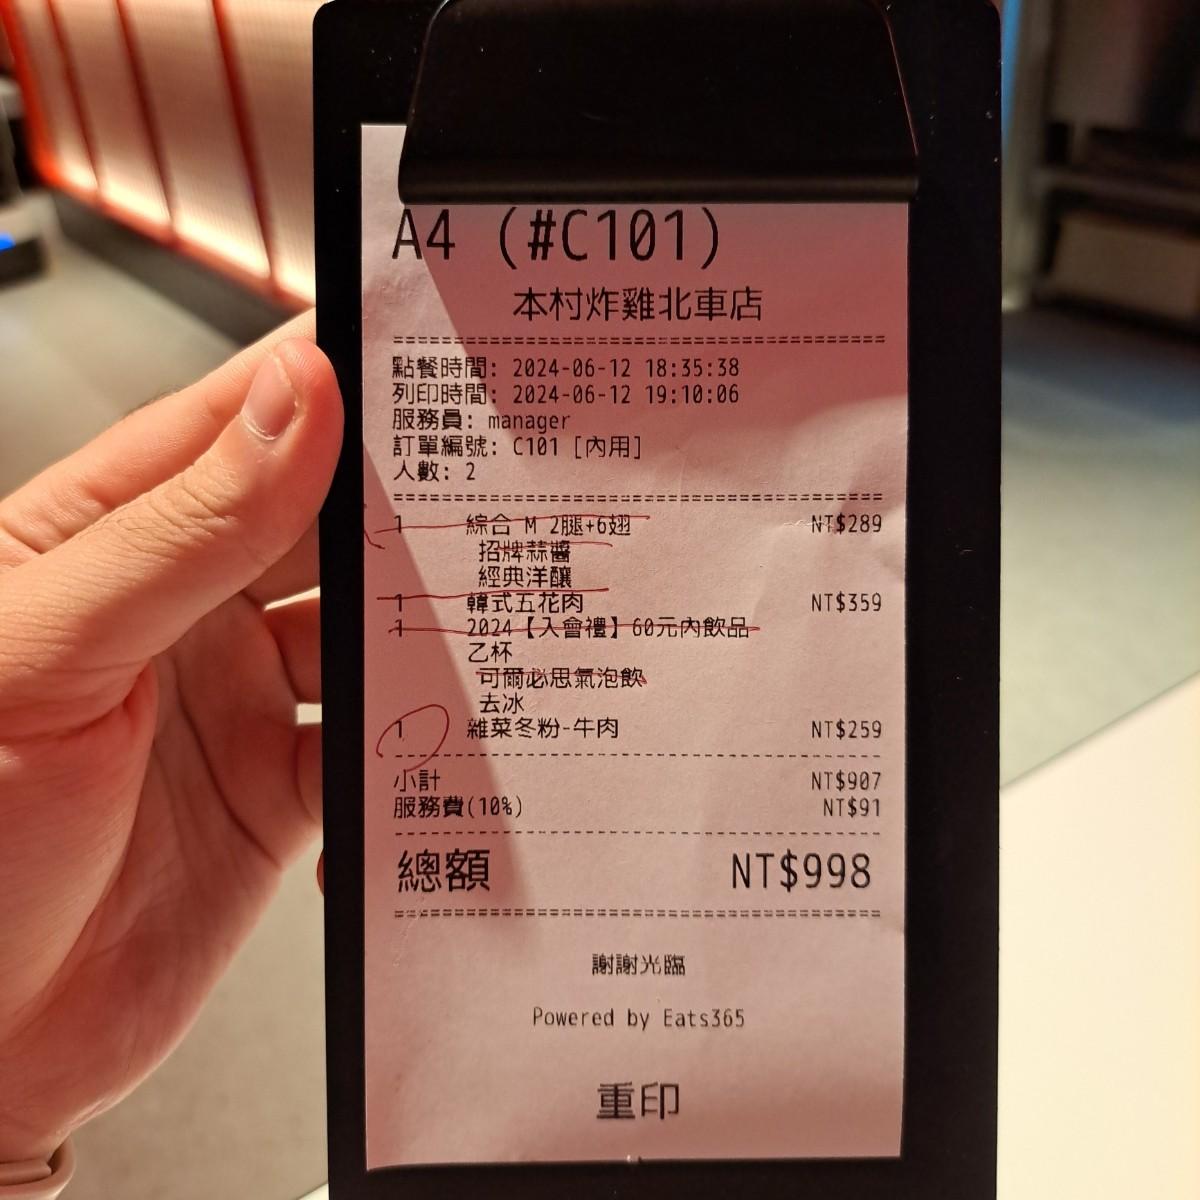 A4 (#C101)
本村炸雞北車店
點餐時間: 2024-06-12 18:35:38
列印時間: 2024-06-12 19:10:06
服務員: manager
訂單編號: C101 [內用]
人數: 2
1 綜合 M 2腿+6翅 NT$289
招牌蒜醬
經典洋釀
1 韓式五花肉 NT$359
1 2024【入會禮】60元內飲品
乙杯
可爾必思氣泡飲
去冰
1 雜菜冬粉-牛肉 NT$259
小計 NT$907
服務費(10%) NT$91
總額 NT$998
謝謝光臨
Powered by Eats365
重印